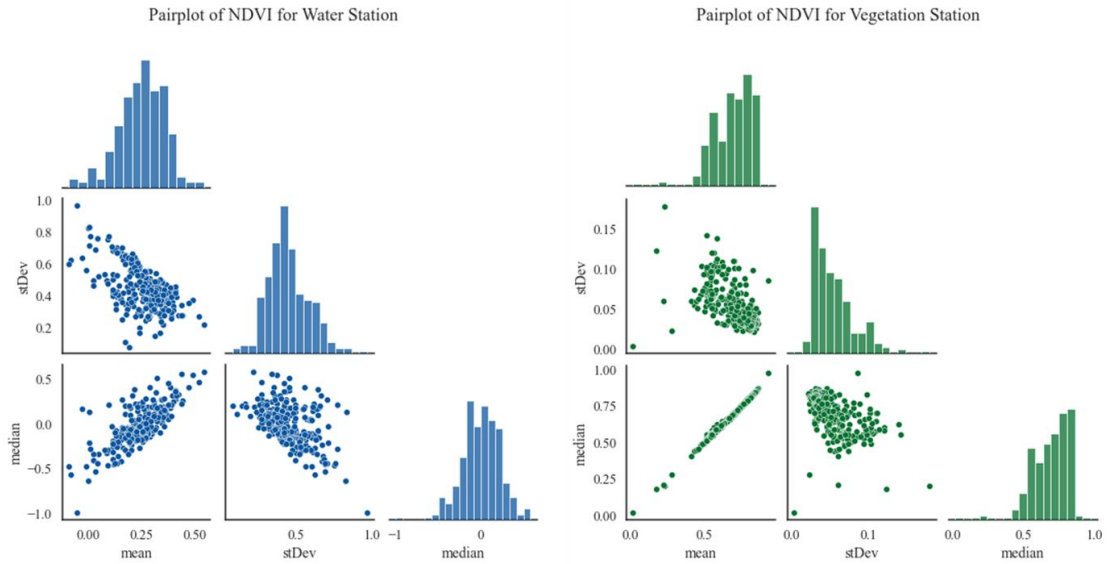 Pairplot of NDVI for Water Station
Pairplot of NDVI for Vegetation Station
1.0
0.8
0.6
0.4
0.2
stDev
0.5
0.0
−0.5
−1.0
median
0.00 0.25 0.50
mean
0.5 1.0
stDev
−1 0
median
0.15
0.10
0.05
0.00
stDev
1.00
0.75
0.50
0.25
0.00
median
0.0 0.5
mean
0.0 0.1
stDev
0.0 0.5 1.0
median